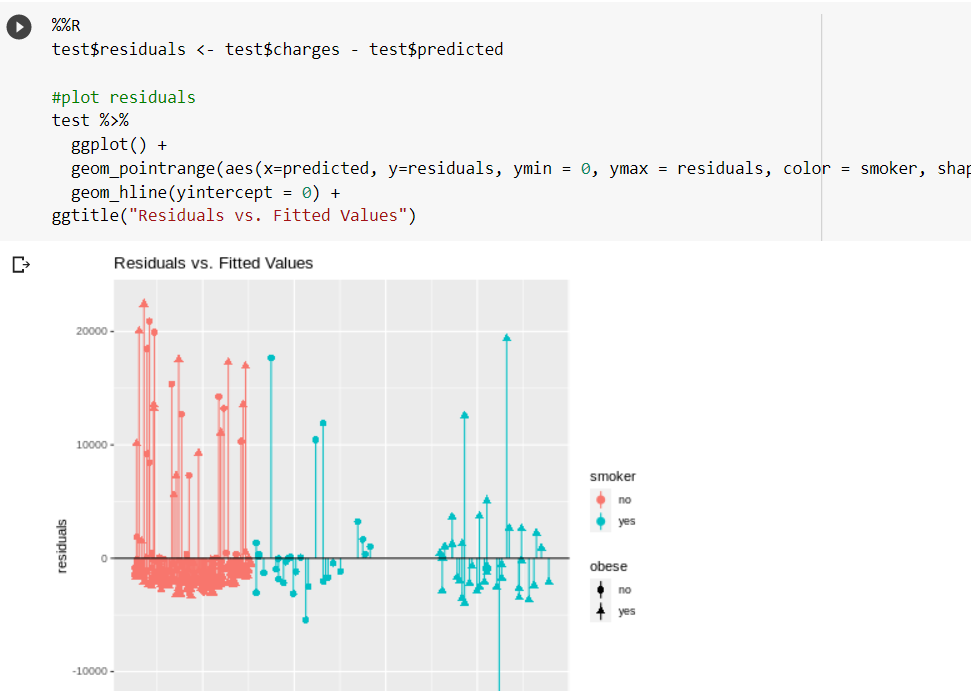 %%R
test$residuals <- test$charges - test$predicted
#plot residuals
test %>%
ggplot() +
geom_pointrange(aes(x=predicted, y=residuals, ymin = 0, ymax = residuals, color = smoker, shap
geom_hline(yintercept = 0) +
ggtitle("Residuals vs. Fitted Values")
Residuals vs. Fitted Values
20000
10000
0
-10000
residuals
smoker
no
yes
obese
no
yes